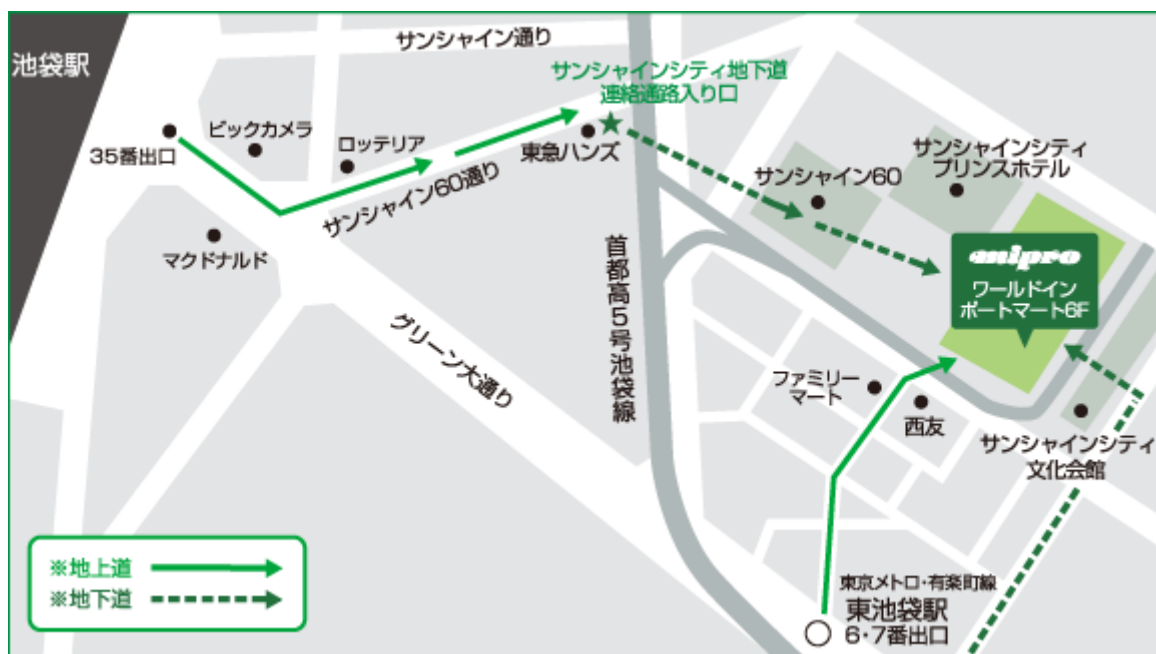 池袋駅
サンシャイン通り
サンシャインシティ地下道
連絡通路入り口
35番出口
ビックカメラ
ロッテリア
東急ハンズ
サンシャイン60通り
マクドナルド
サンシャイン60
サンシャインシティ
プリンスホテル
anipro
ワールドイン
ポートマート6F
首都高5号池袋線
グリーン大通り
ファミリー
マート
西友
サンシャインシティ
文化会館
東京メトロ・有楽町線
東池袋駅
6・7番出口
※地上道
※地下道